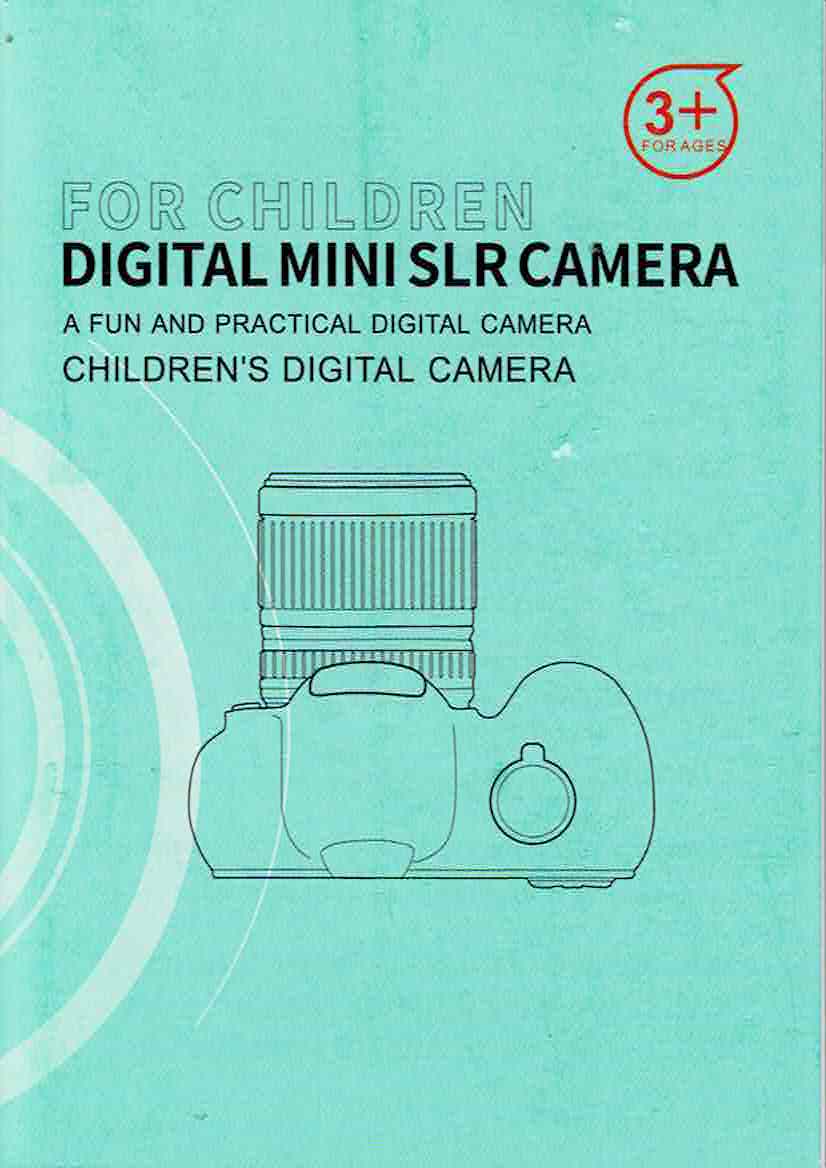 3+
FOR AGES
FOR CHILDREN
DIGITAL MINI SLR CAMERA
A FUN AND PRACTICAL DIGITAL CAMERA
CHILDREN'S DIGITAL CAMERA